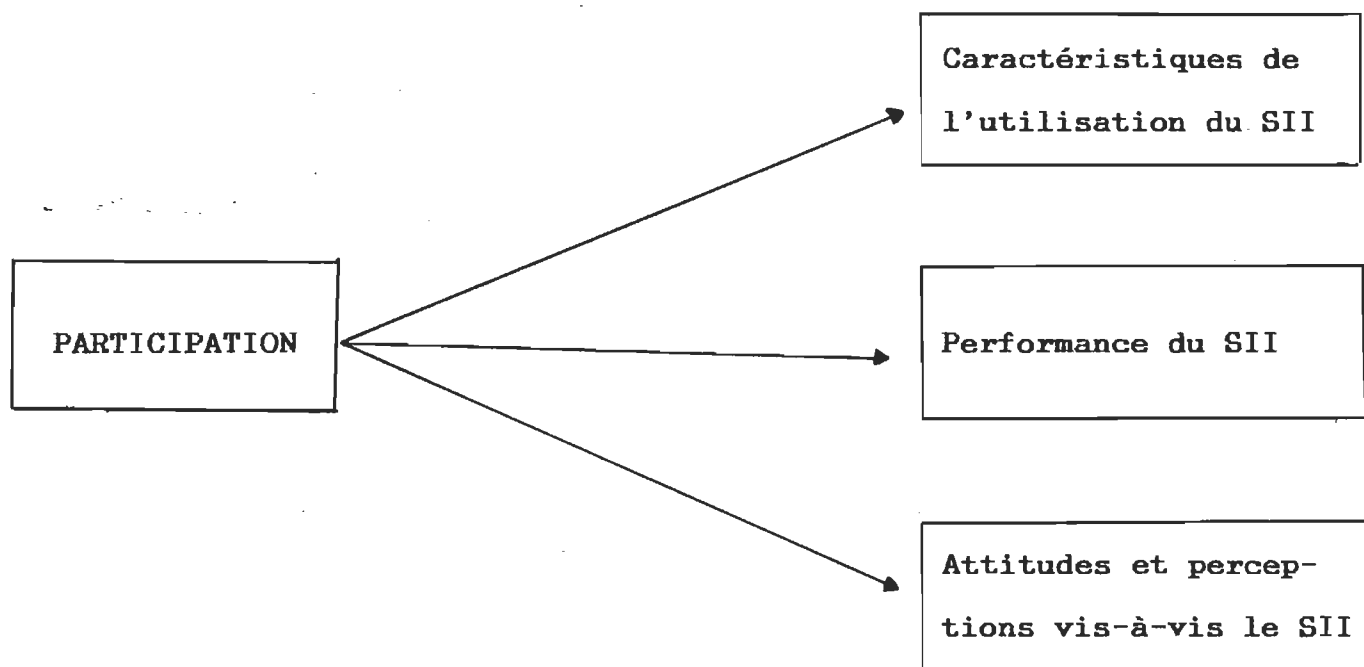 Caractéristiques de
l'utilisation du SII
PARTICIPATION
Performance du SII
Attitudes et percep-
tions vis-à-vis le SII